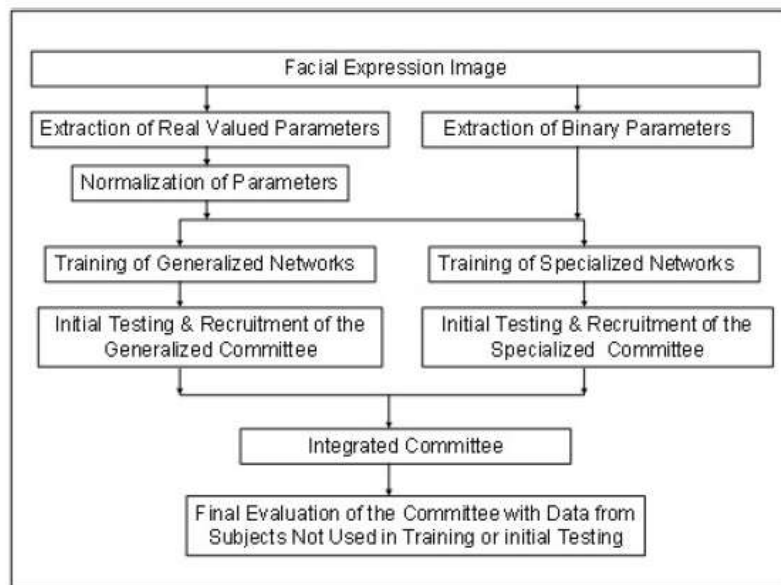 Facial Expression Image
Extraction of Real Valued Parameters
Extraction of Binary Parameters
Normalization of Parameters
Training of Generalized Networks
Training of Specialized Networks
Initial Testing & Recruitment of the
Generalized Committee
Initial Testing & Recruitment of the
Specialized Committee
Integrated Committee
Final Evaluation of the Committee with Data from
Subjects Not Used in Training or initial Testing